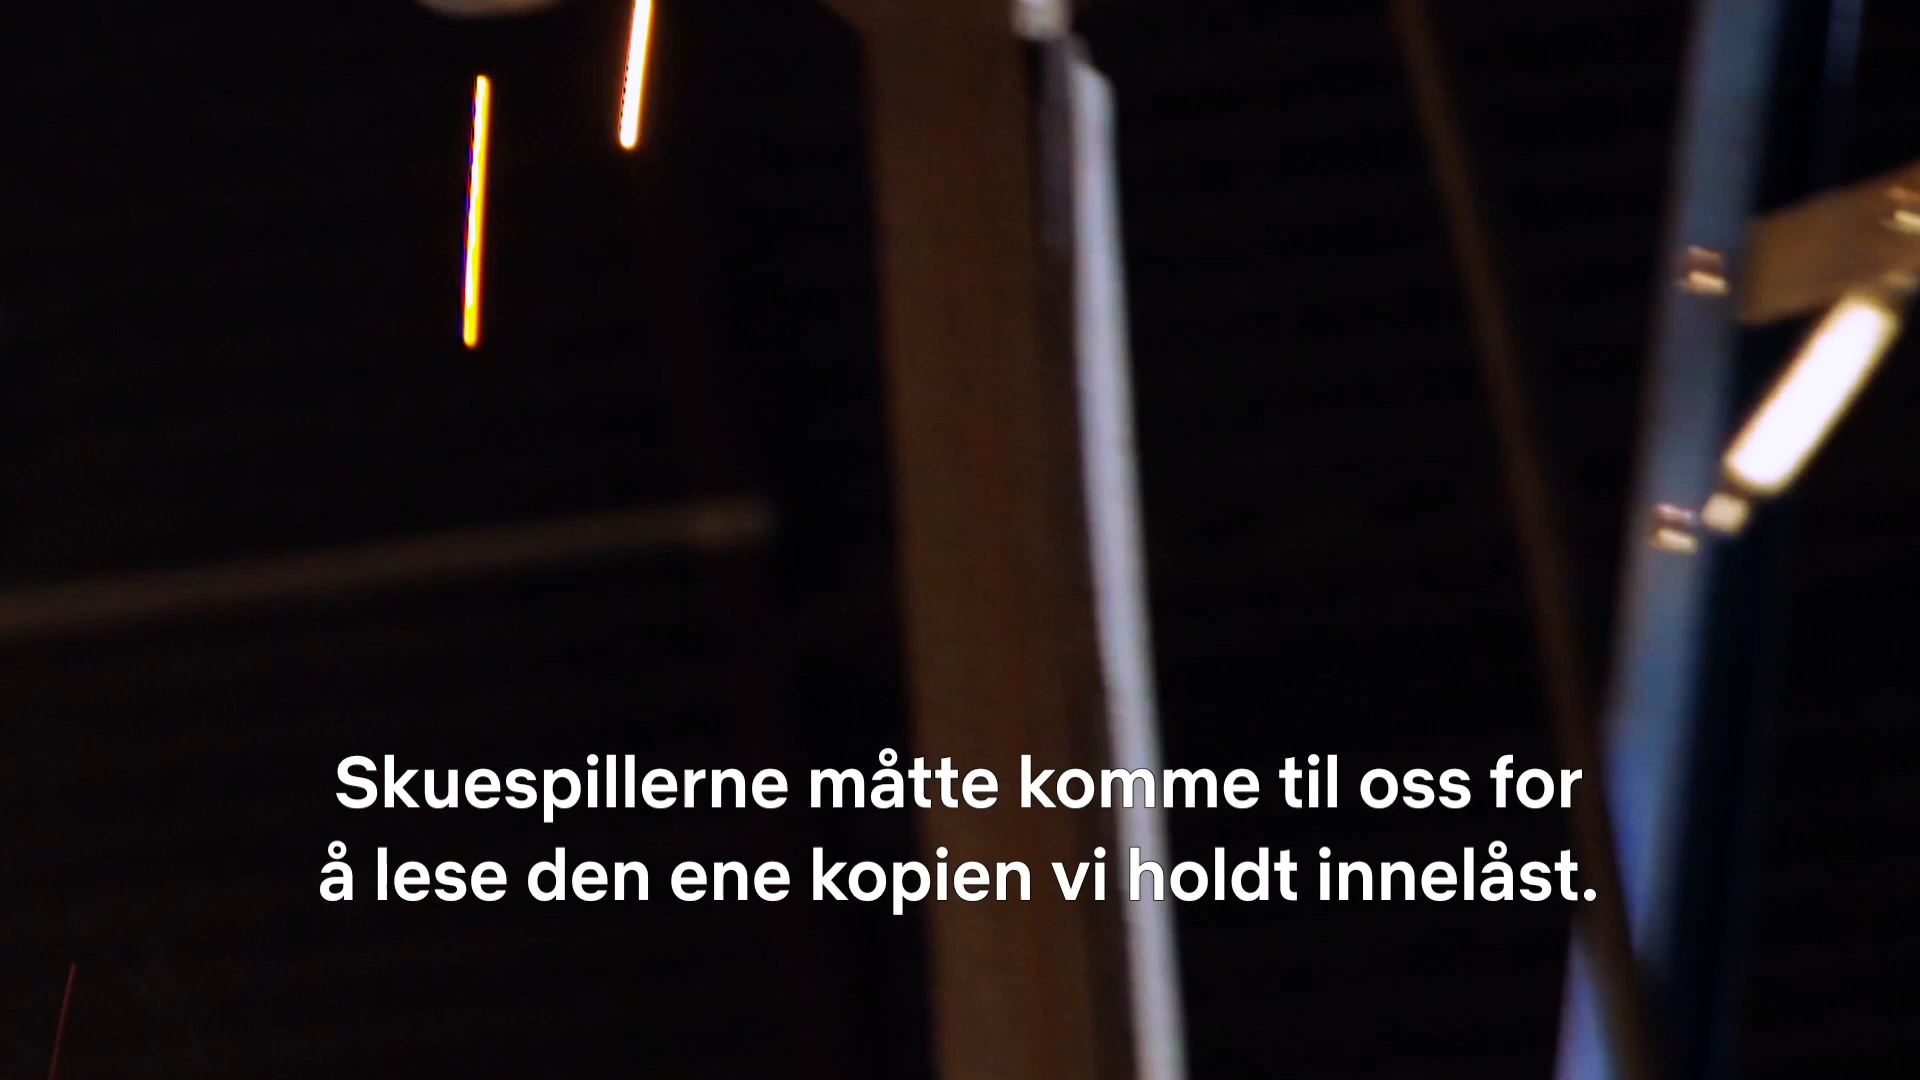 Skuespillerne måtte komme til oss for
å lese den ene kopien vi holdt innelåst.